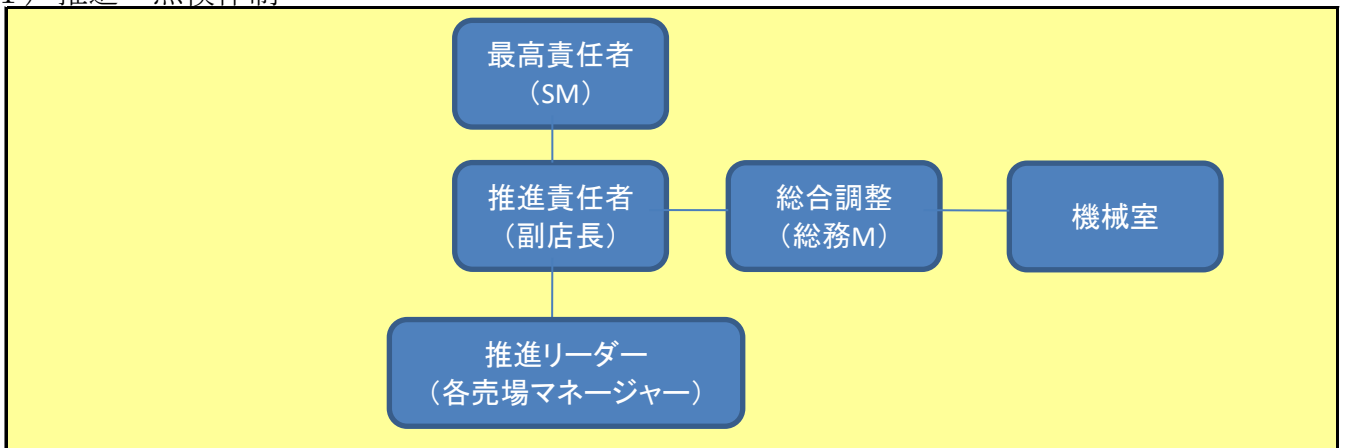 最高責任者
（SM）
推進責任者
（副店長）
総合調整
（総務M）
機械室
推進リーダー
（各売場マネージャー）